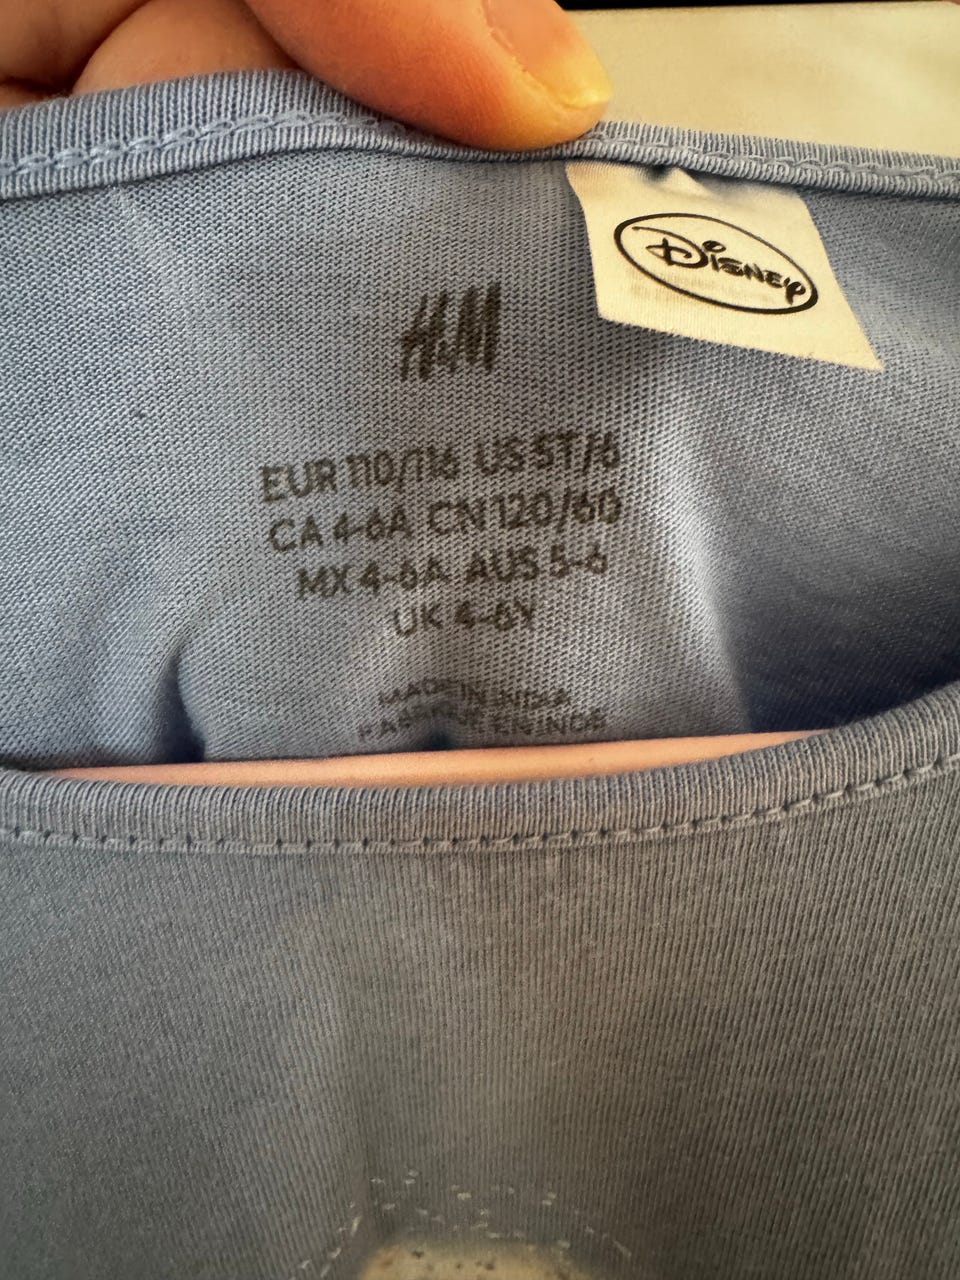 Disney
H&M
EUR 110/116 US 5T/6
CA 4-6A CN 120/60
MX 4-6A AUS 5-6
UK 4-6Y
MADE IN INDIA
FABRIQUÉ EN INDE